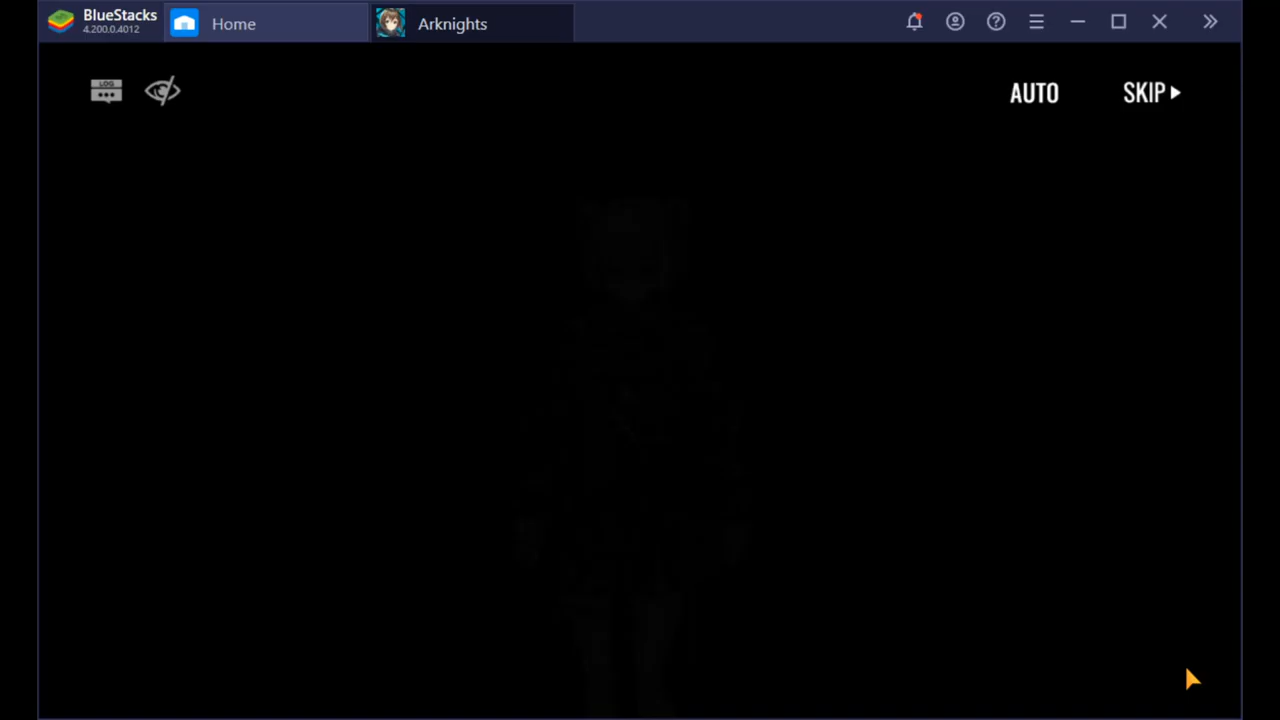 BlueStacks
4.200.0.4012
Home
Arknights
LOG
AUTO
SKIP